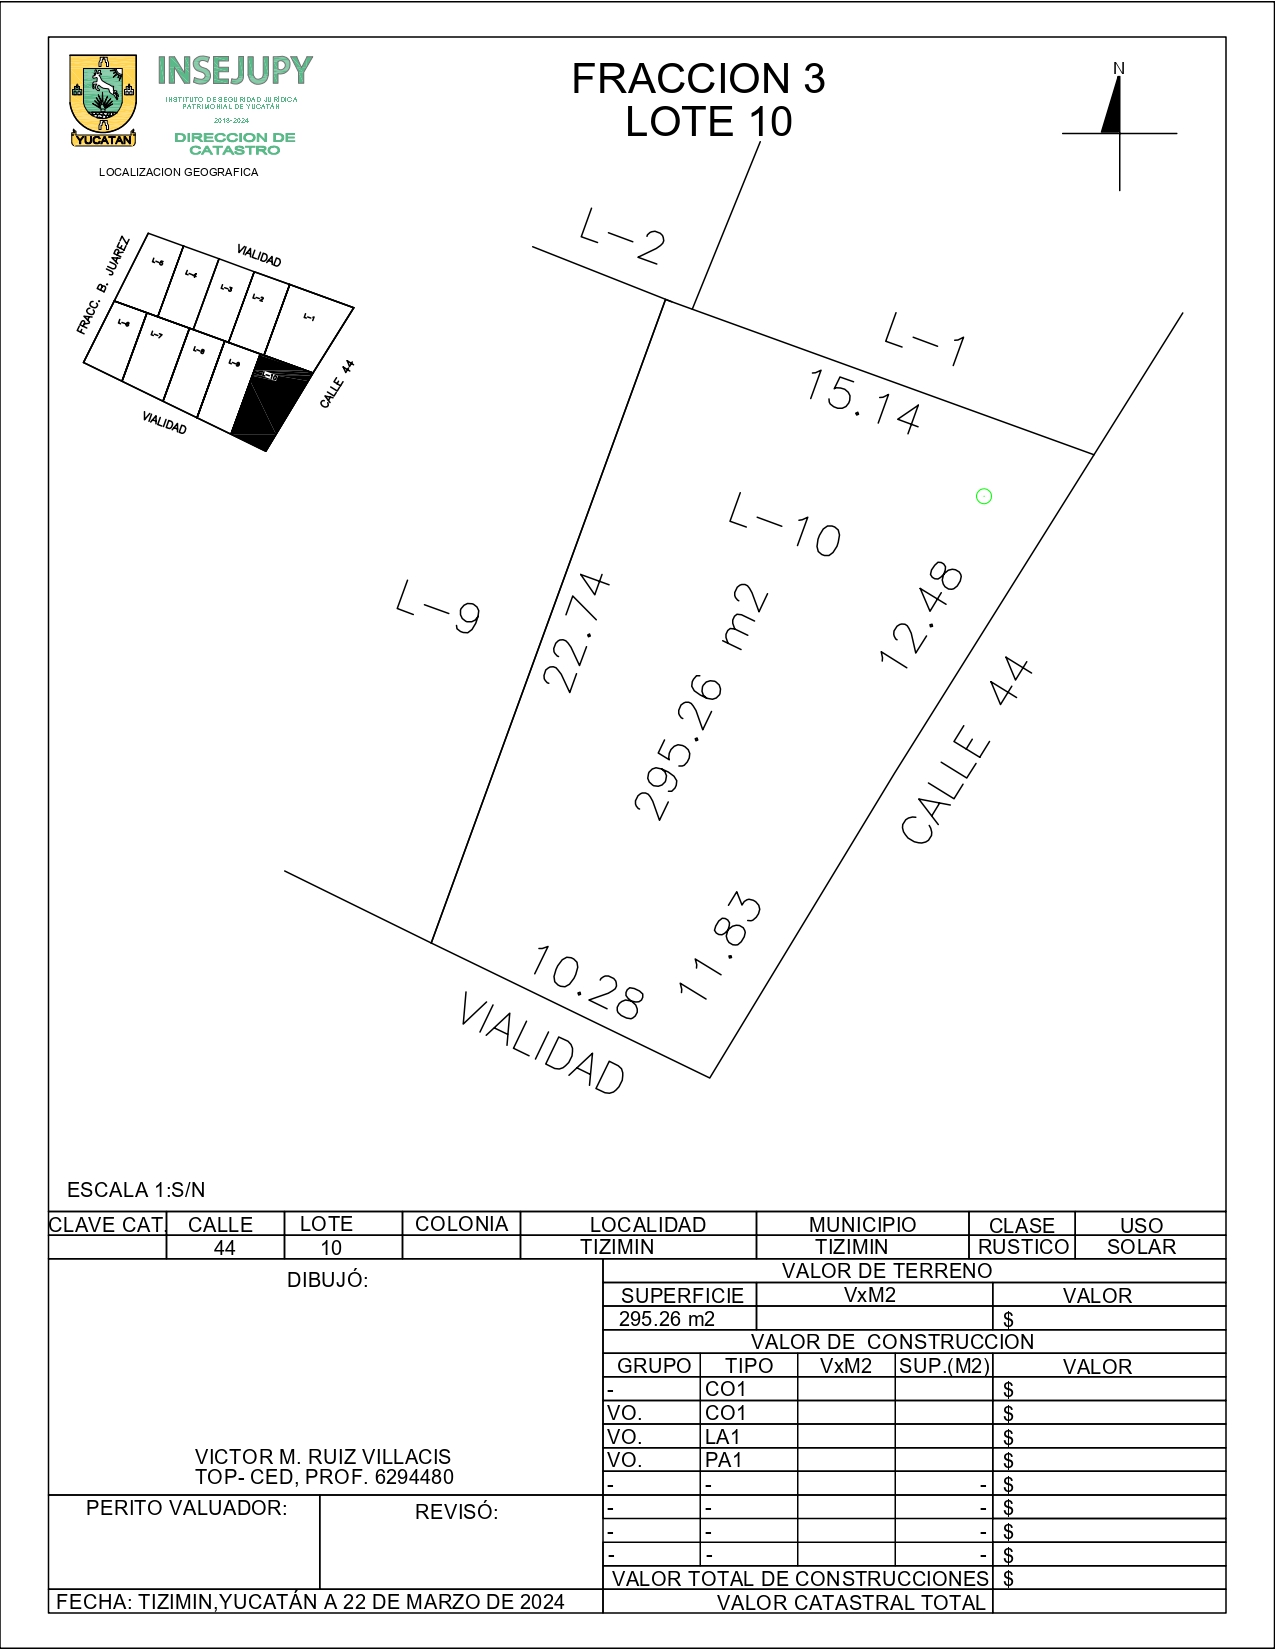 INSEJUPY
INSTITUTO DE SEGURIDAD JURÍDICA
PATRIMONIAL DE YUCATÁN
2018-2024
DIRECCION DE
CATASTRO
YUCATAN
LOCALIZACION GEOGRAFICA
FRACCION 3
LOTE 10
N
FRACC. B. JUAREZ
VIALIDAD
L-5
L-4
L-3
L-2
L-1
L-6
L-7
L-8
L-9
L-10
CALLE 44
VIALIDAD
L-2
L-1
15.14
L-10
L-9
22.74
295.26 m2
12.48
CALLE 44
11.83
10.28
VIALIDAD
ESCALA 1:S/N
CLAVE CAT. CALLE LOTE COLONIA LOCALIDAD MUNICIPIO CLASE USO
44 10 TIZIMIN TIZIMIN RUSTICO SOLAR
DIBUJÓ:
VICTOR M. RUIZ VILLACIS
TOP- CED, PROF. 6294480
PERITO VALUADOR: REVISÓ:
FECHA: TIZIMIN,YUCATÁN A 22 DE MARZO DE 2024
VALOR DE TERRENO
SUPERFICIE VxM2 VALOR
295.26 m2 $
VALOR DE CONSTRUCCION
GRUPO TIPO VxM2 SUP.(M2) VALOR
- CO1 $
VO. CO1 $
VO. LA1 $
VO. PA1 $
- - - $
- - - $
- - - $
- - - $
VALOR TOTAL DE CONSTRUCCIONES $
VALOR CATASTRAL TOTAL